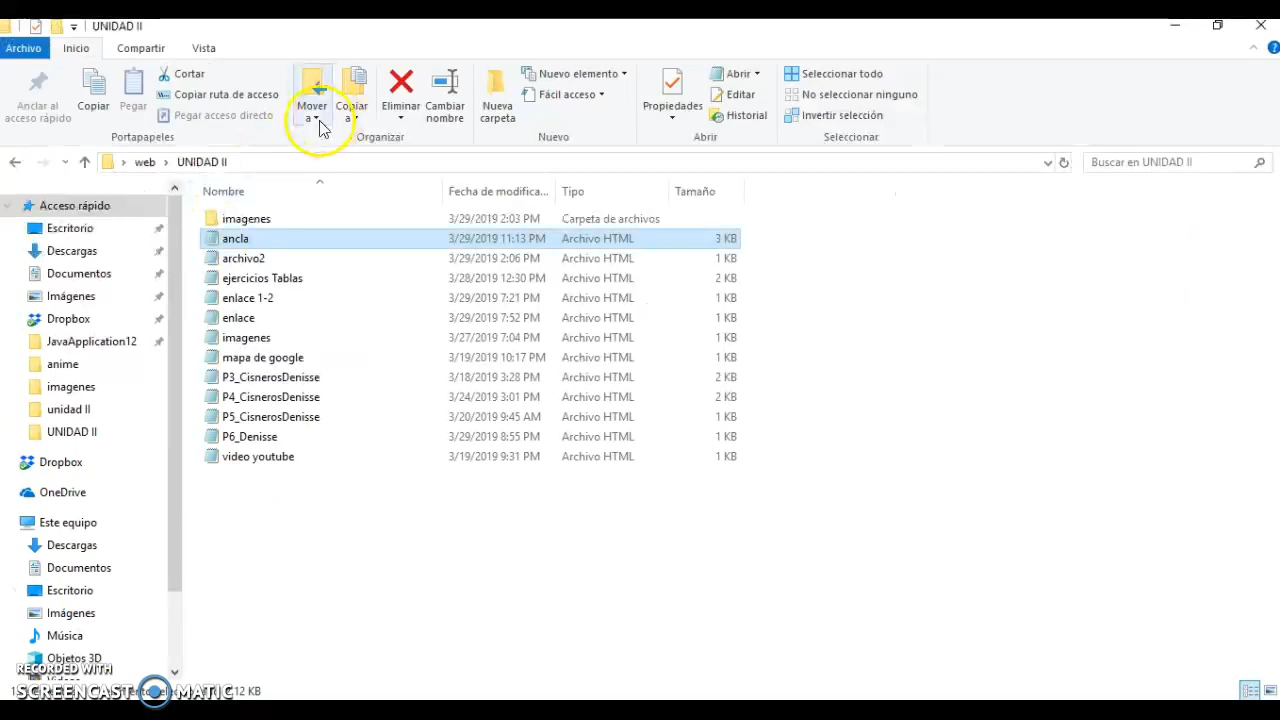 UNIDAD II
Archivo Inicio Compartir Vista
Anclar al acceso rápido
Copiar
Pegar
Cortar
Copiar ruta de acceso
Pegar acceso directo
Portapapeles
Mover a
Copiar a
Eliminar
Cambiar nombre
Organizar
Nueva carpeta
Nuevo elemento
Fácil acceso
Nuevo
Propiedades
Abrir
Editar
Historial
Abrir
Seleccionar todo
No seleccionar ninguno
Invertir selección
Seleccionar
web UNIDAD II
Buscar en UNIDAD II
Acceso rápido
Escritorio
Descargas
Documentos
Imágenes
Dropbox
JavaApplication12
anime
imagenes
unidad II
UNIDAD II
Dropbox
OneDrive
Este equipo
Descargas
Documentos
Escritorio
Imágenes
Música
Objetos 3D
Nombre Fecha de modifica... Tipo Tamaño
imagenes 3/29/2019 2:03 PM Carpeta de archivos
ancla 3/29/2019 11:13 PM Archivo HTML 3 KB
archivo2 3/29/2019 2:06 PM Archivo HTML 1 KB
ejercicios Tablas 3/28/2019 12:30 PM Archivo HTML 2 KB
enlace 1-2 3/29/2019 7:21 PM Archivo HTML 1 KB
enlace 3/29/2019 7:52 PM Archivo HTML 1 KB
imagenes 3/27/2019 7:04 PM Archivo HTML 1 KB
mapa de google 3/19/2019 10:17 PM Archivo HTML 1 KB
P3_CisnerosDenisse 3/18/2019 3:28 PM Archivo HTML 2 KB
P4_CisnerosDenisse 3/24/2019 3:01 PM Archivo HTML 2 KB
P5_CisnerosDenisse 3/20/2019 9:45 AM Archivo HTML 1 KB
P6_Denisse 3/29/2019 8:55 PM Archivo HTML 1 KB
video youtube 3/19/2019 9:31 PM Archivo HTML 1 KB
RECORDED WITH
SCREENCAST MATIC